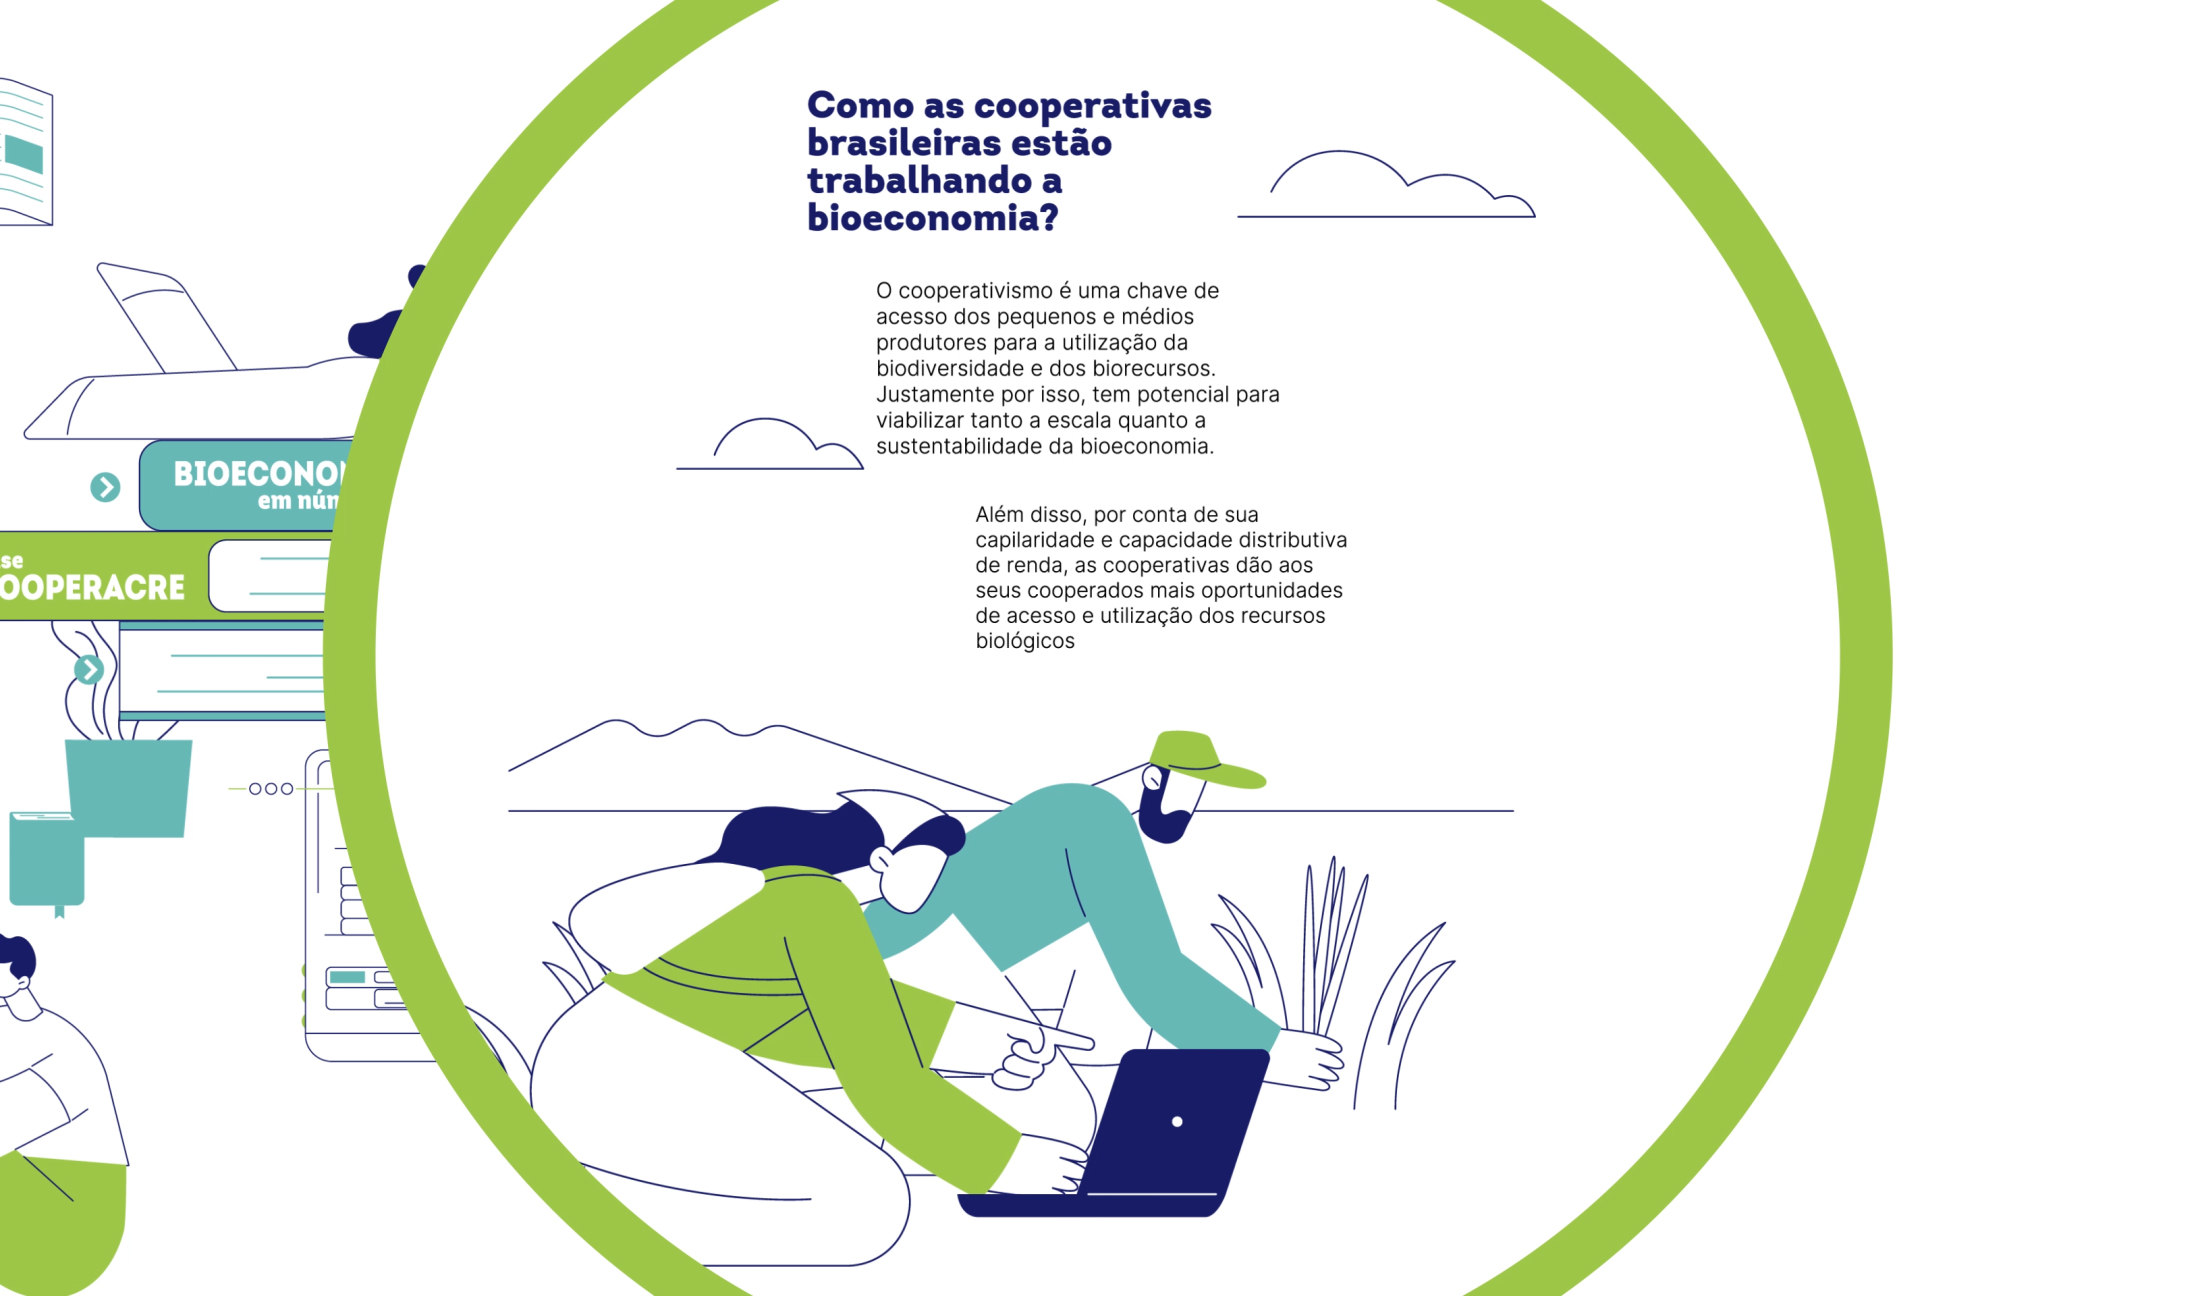 Como as cooperativas
brasileiras estão
trabalhando a
bioeconomia?
O cooperativismo é uma chave de
acesso dos pequenos e médios
produtores para a utilização da
biodiversidade e dos biorecursos.
Justamente por isso, tem potencial para
viabilizar tanto a escala quanto a
sustentabilidade da bioeconomia.
Além disso, por conta de sua
capilaridade e capacidade distributiva
de renda, as cooperativas dão aos
seus cooperados mais oportunidades
de acesso e utilização dos recursos
biológicos
BIOECONO
em nú
se
OOPERACRE